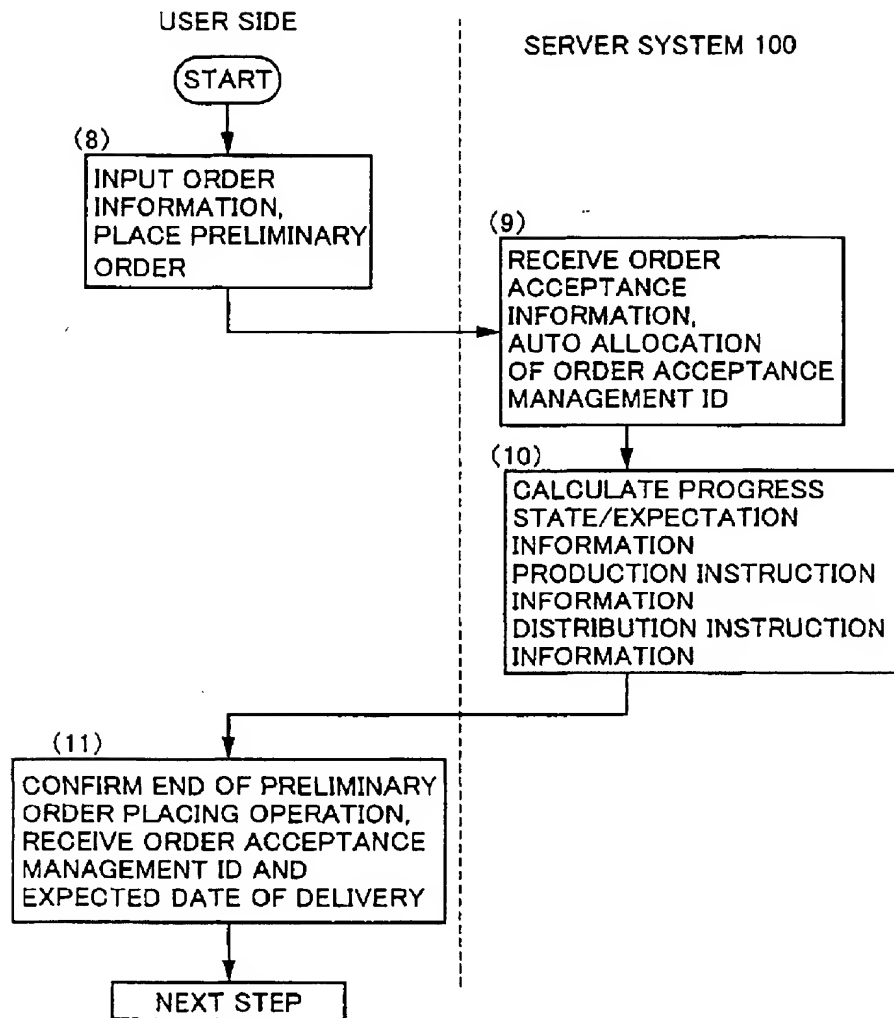 USER SIDE
SERVER SYSTEM 100
START
(8)
INPUT ORDER
INFORMATION,
PLACE PRELIMINARY
ORDER
(9)
RECEIVE ORDER
ACCEPTANCE
INFORMATION,
AUTO ALLOCATION
OF ORDER ACCEPTANCE
MANAGEMENT ID
(10)
CALCULATE PROGRESS
STATE/EXPECTATION
INFORMATION
PRODUCTION INSTRUCTION
INFORMATION
DISTRIBUTION INSTRUCTION
INFORMATION
(11)
CONFIRM END OF PRELIMINARY
ORDER PLACING OPERATION,
RECEIVE ORDER ACCEPTANCE
MANAGEMENT ID AND
EXPECTED DATE OF DELIVERY
NEXT STEP